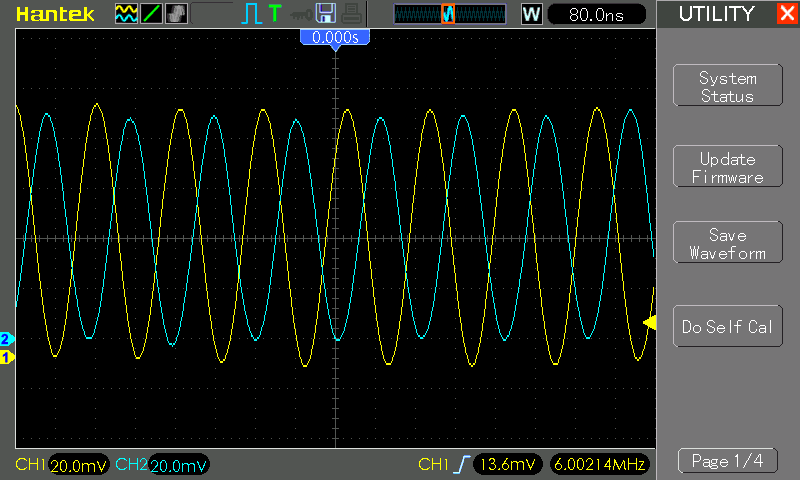 Hantek
T
W 80.0ns
UTILITY
0.000s
System
Status
Update
Firmware
Save
Waveform
Do Self Cal
2
1
CH1 20.0mV CH2 20.0mV CH1 13.6mV 6.00214MHz
Page 1/4